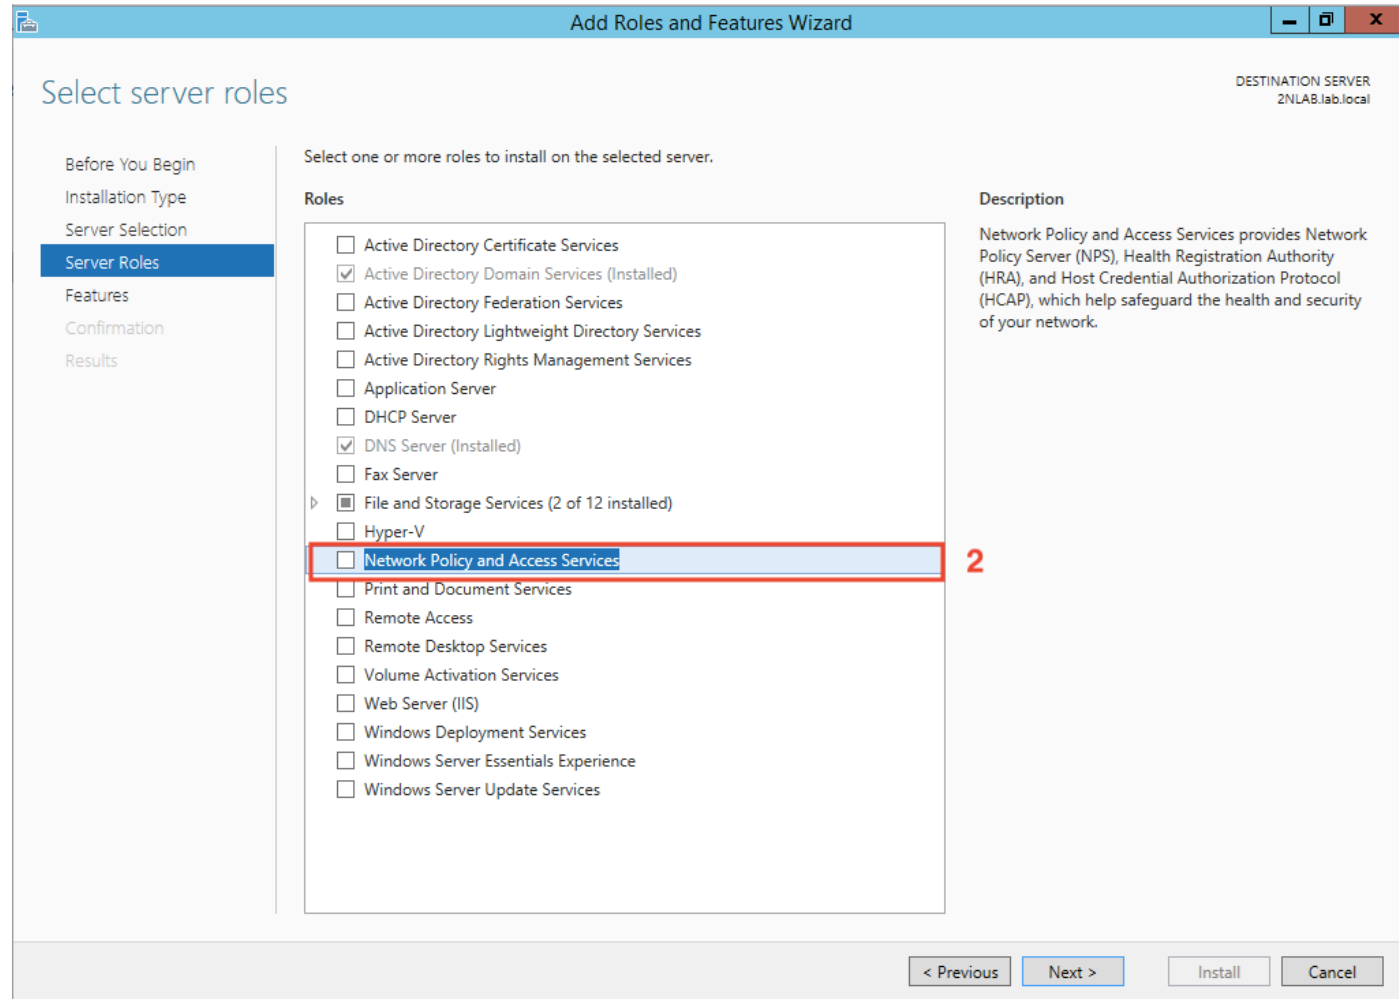 Add Roles and Features Wizard
Select server roles
DESTINATION SERVER
2NLAB.lab.local
Before You Begin
Installation Type
Server Selection
Server Roles
Features
Confirmation
Results
Select one or more roles to install on the selected server.
Roles
Active Directory Certificate Services
Active Directory Domain Services (Installed)
Active Directory Federation Services
Active Directory Lightweight Directory Services
Active Directory Rights Management Services
Application Server
DHCP Server
DNS Server (Installed)
Fax Server
File and Storage Services (2 of 12 installed)
Hyper-V
Network Policy and Access Services
2
Print and Document Services
Remote Access
Remote Desktop Services
Volume Activation Services
Web Server (IIS)
Windows Deployment Services
Windows Server Essentials Experience
Windows Server Update Services
Description
Network Policy and Access Services provides Network
Policy Server (NPS), Health Registration Authority
(HRA), and Host Credential Authorization Protocol
(HCAP), which help safeguard the health and security
of your network.
< Previous
Next >
Install
Cancel